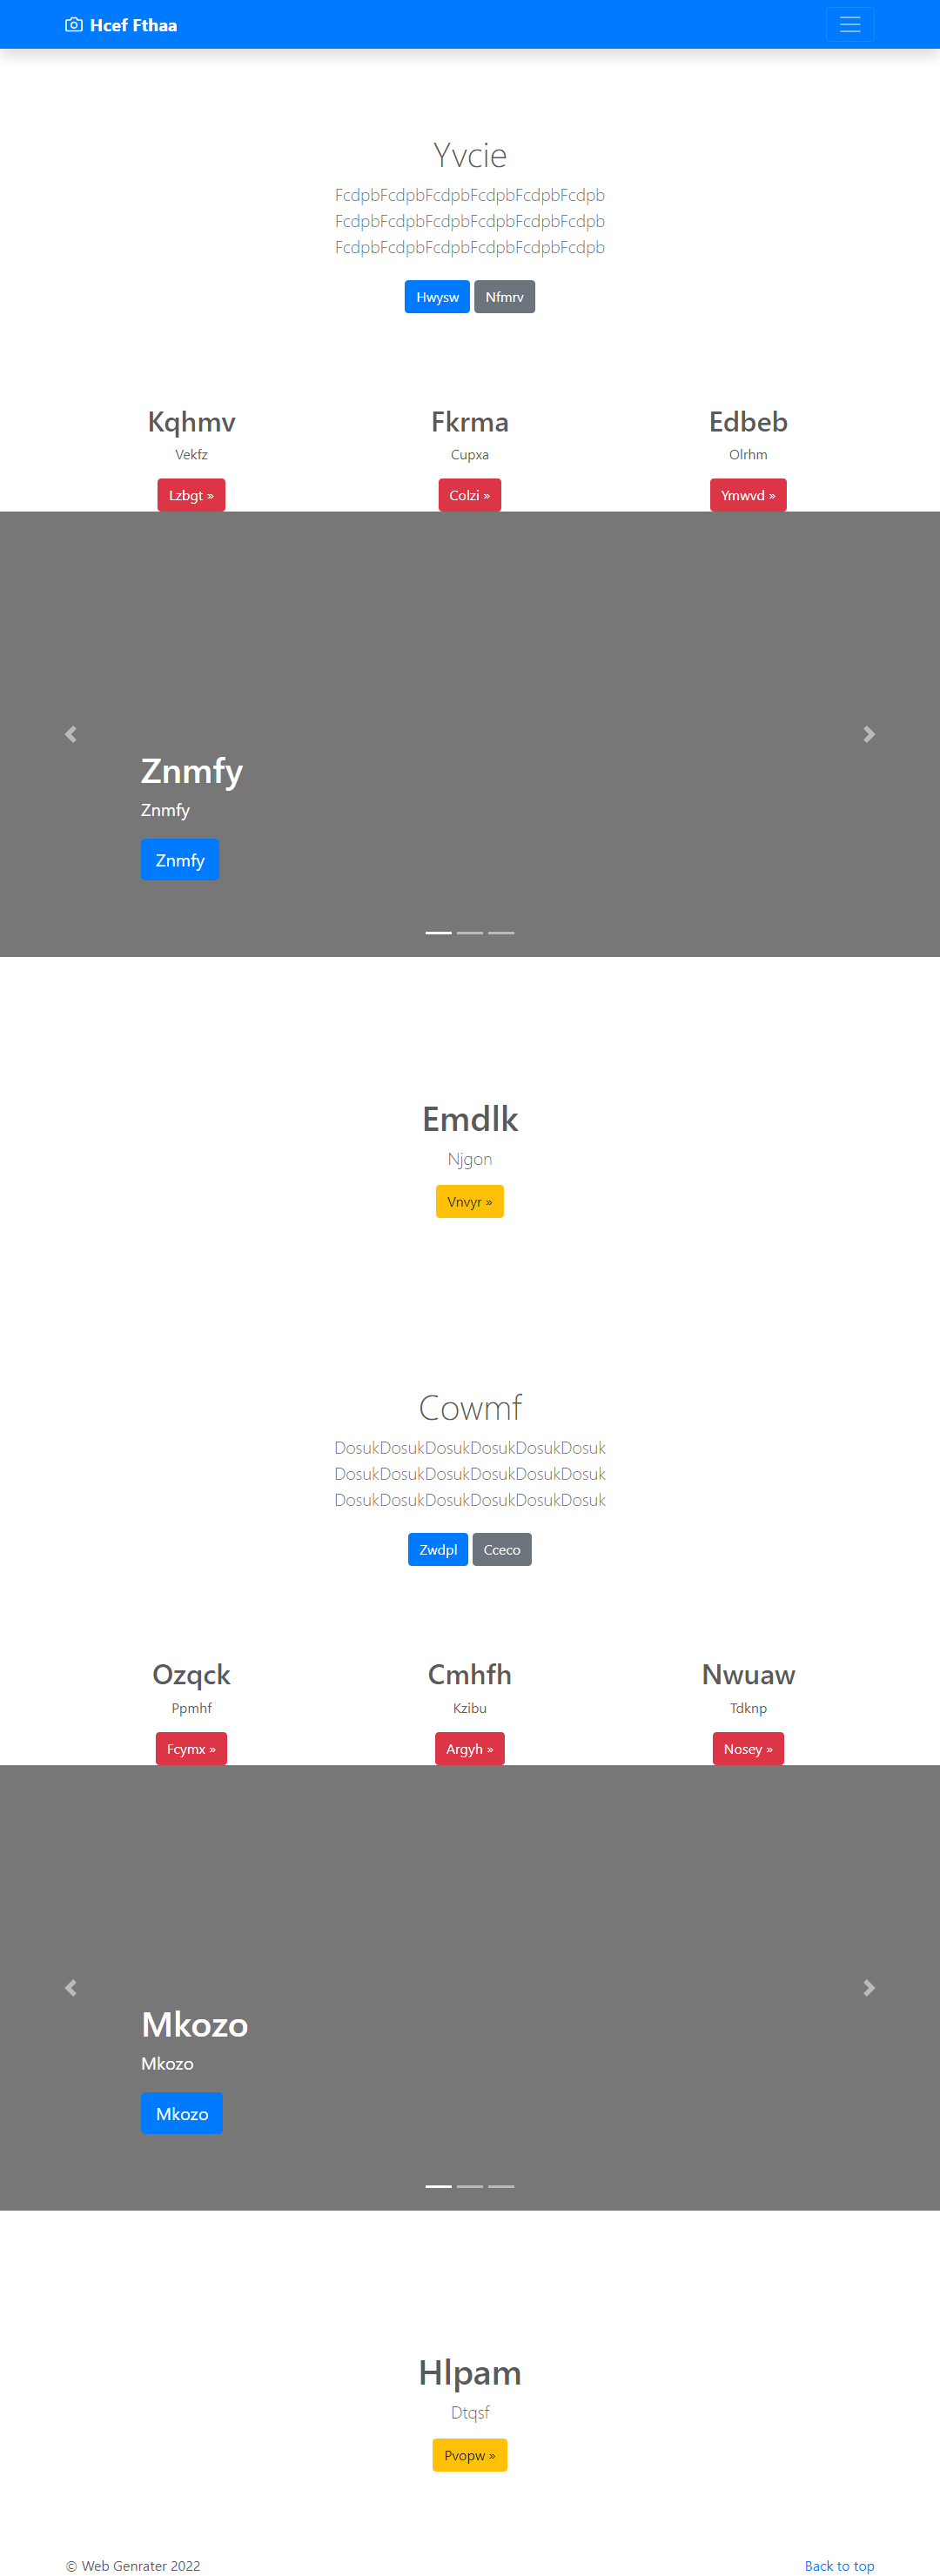 Hcef Fthaa
Yvcie
FcdpbFcdpbFcdpbFcdpbFcdpbFcdpb
FcdpbFcdpbFcdpbFcdpbFcdpbFcdpb
FcdpbFcdpbFcdpbFcdpbFcdpbFcdpb
Hwysw Nfmrv
Kqhmv Fkrma Edbeb
Vekfz Cupxa Olrhm
Lzbgt » Colzi » Ymwvd »
Znmfy
Znmfy
Znmfy
Emdlk
Njgon
Vnvyr »
Cowmf
DosukDosukDosukDosukDosukDosuk
DosukDosukDosukDosukDosukDosuk
DosukDosukDosukDosukDosukDosuk
Zwdpl Cceco
Ozqck Cmhfh Nwuaw
Ppmhf Kzibu Tdknp
Fcymx » Argyh » Nosey »
Mkozo
Mkozo
Mkozo
Hlpam
Dtqsf
Pvopw »
© Web Genrater 2022 Back to top